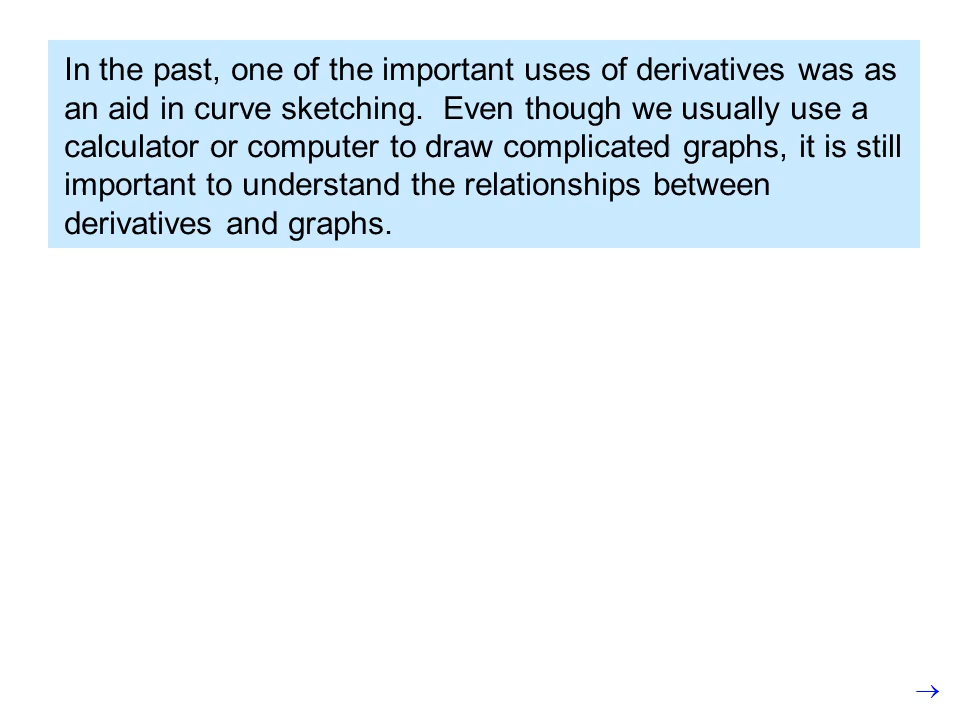 In the past, one of the important uses of derivatives was as
an aid in curve sketching.  Even though we usually use a
calculator or computer to draw complicated graphs, it is still
important to understand the relationships between
derivatives and graphs.
→